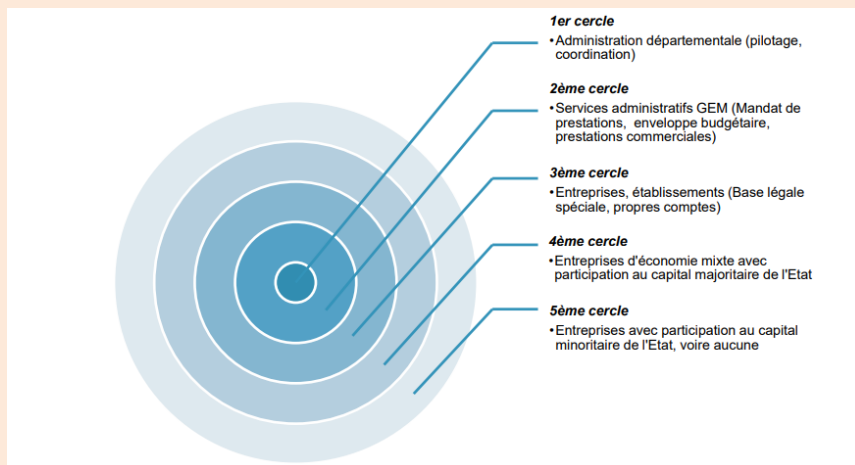 1er cercle
•Administration départementale (pilotage,
coordination)
2ème cercle
•Services administratifs GEM (Mandat de
prestations, enveloppe budgétaire,
prestations commerciales)
3ème cercle
•Entreprises, établissements (Base légale
spéciale, propres comptes)
4ème cercle
•Entreprises d'économie mixte avec
participation au capital majoritaire de l'Etat
5ème cercle
•Entreprises avec participation au capital
minoritaire de l'Etat, voire aucune